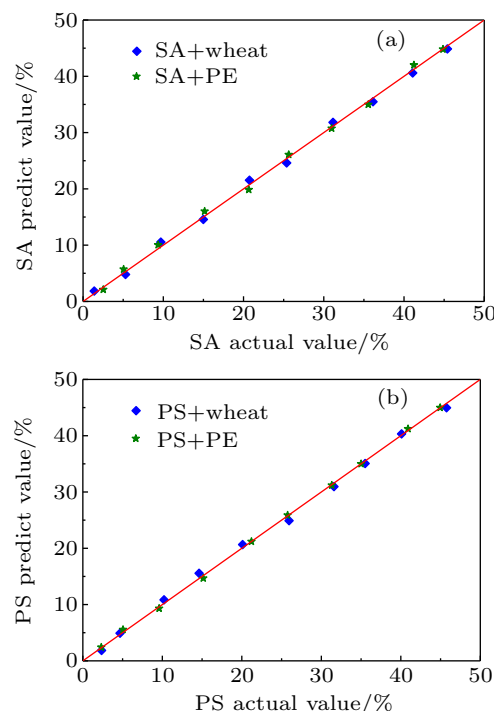 50
(a)
SA+wheat
40
SA+PE
30
20
10
0
SA predict value/%
0 10 20 30 40 50
SA actual value/%
50
(b)
PS+wheat
40
PS+PE
30
20
10
0
PS predict value/%
0 10 20 30 40 50
PS actual value/%